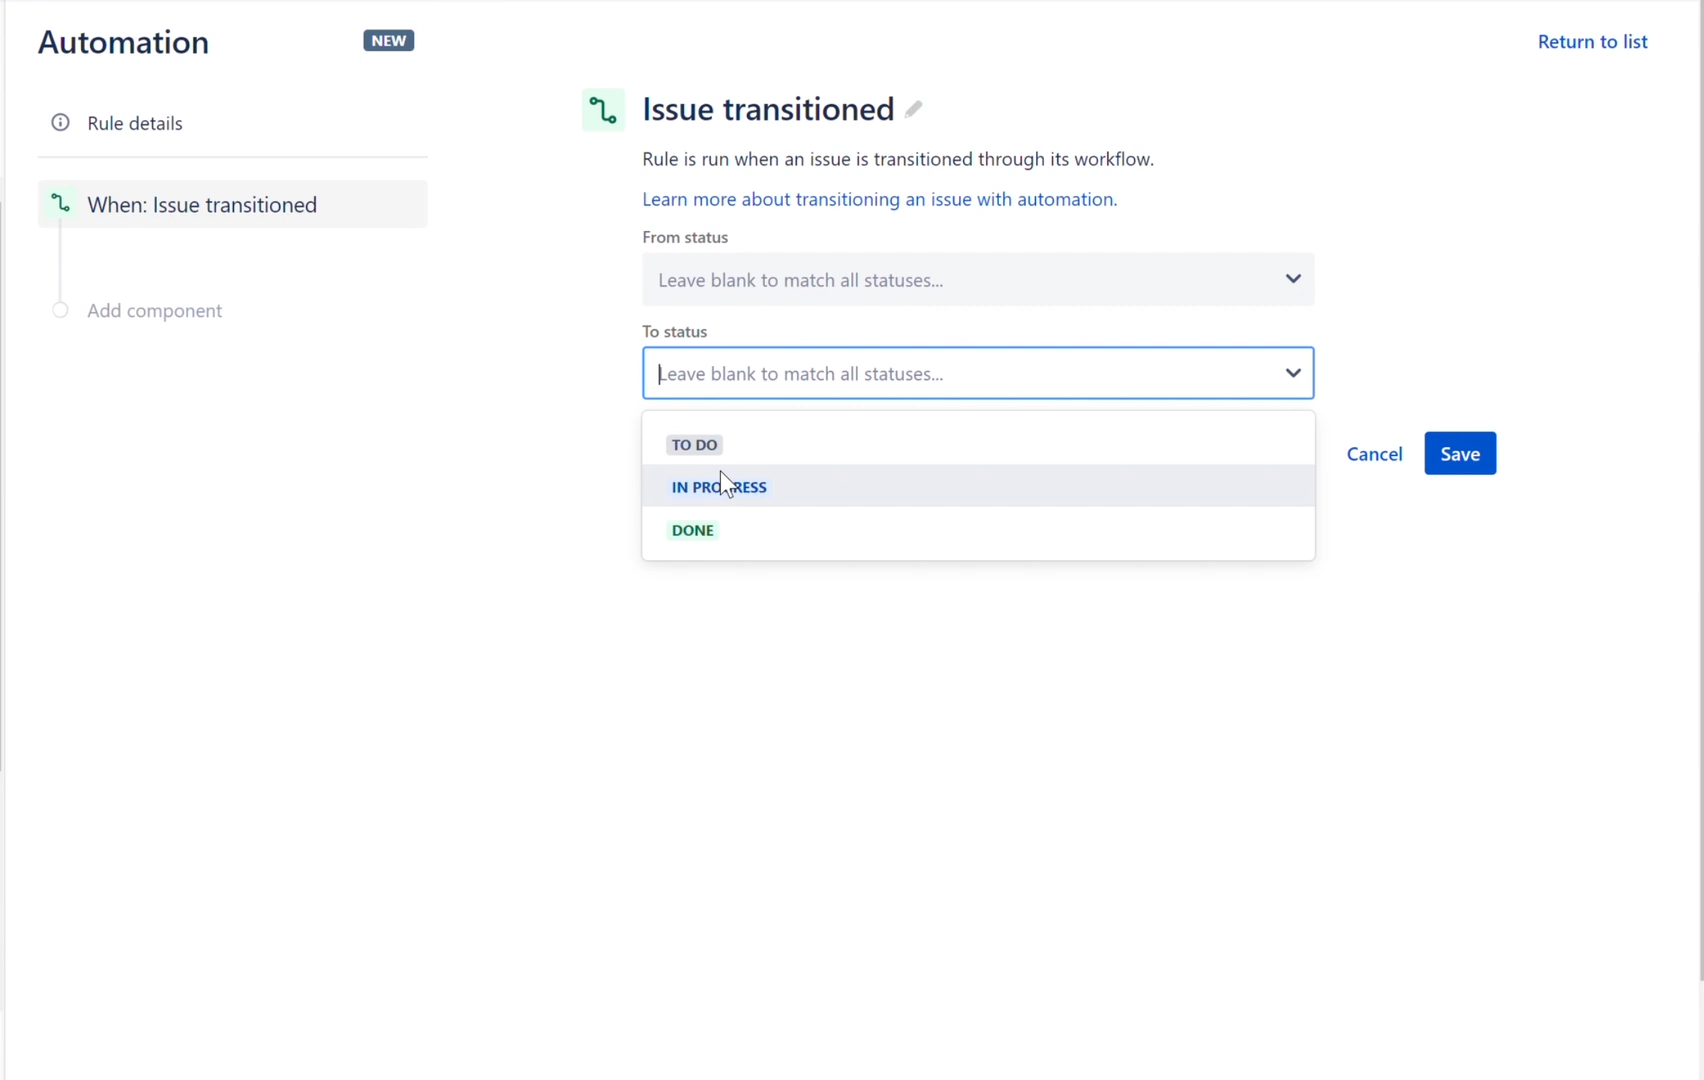 Automation
NEW
Return to list
Rule details
When: Issue transitioned
Add component
Issue transitioned
Rule is run when an issue is transitioned through its workflow.
Learn more about transitioning an issue with automation.
From status
Leave blank to match all statuses...
To status
Leave blank to match all statuses...
TO DO
IN PROGRESS
DONE
Cancel
Save